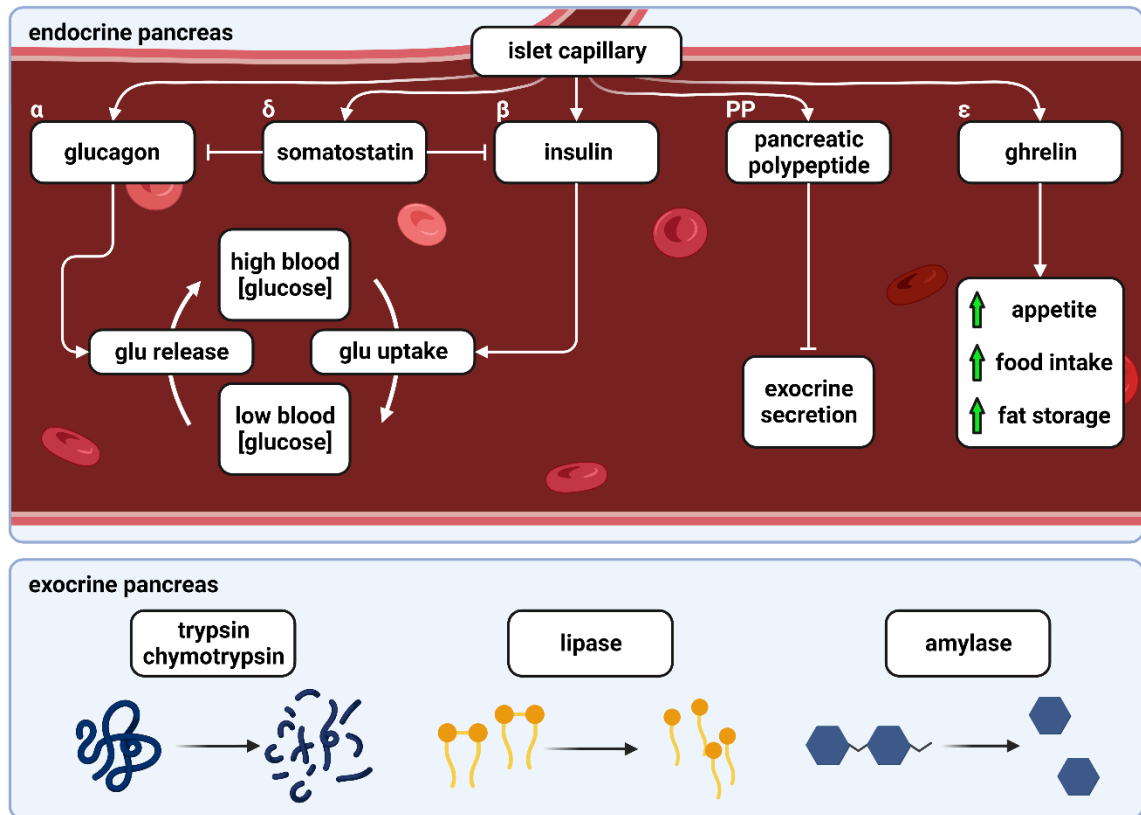 endocrine pancreas
islet capillary
α
δ
β
PP
ε
glucagon
somatostatin
insulin
pancreatic
polypeptide
ghrelin
high blood
[glucose]
glu release
glu uptake
low blood
[glucose]
exocrine
secretion
appetite
food intake
fat storage
exocrine pancreas
trypsin
chymotrypsin
lipase
amylase